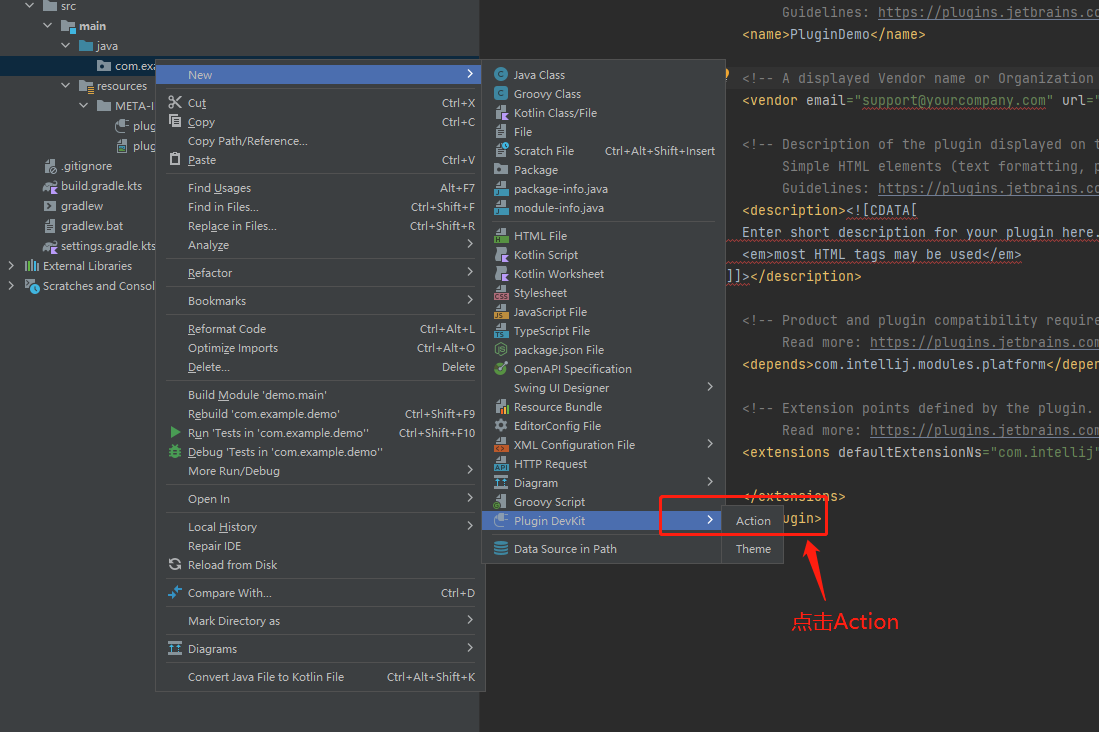 src
main
java
com.exa
resources
META-I
plug
plug
.gitignore
build.gradle.kts
gradlew
gradlew.bat
settings.gradle.kts
External Libraries
Scratches and Consol
New
Cut Ctrl+X
Copy Ctrl+C
Copy Path/Reference...
Paste Ctrl+V
Find Usages Alt+F7
Find in Files... Ctrl+Shift+F
Replace in Files... Ctrl+Shift+R
Analyze
Refactor
Bookmarks
Reformat Code Ctrl+Alt+L
Optimize Imports Ctrl+Alt+O
Delete... Delete
Build Module 'demo.main'
Rebuild 'com.example.demo' Ctrl+Shift+F9
Run 'Tests in 'com.example.demo'' Ctrl+Shift+F10
Debug 'Tests in 'com.example.demo''
More Run/Debug
Open In
Local History
Repair IDE
Reload from Disk
Compare With... Ctrl+D
Mark Directory as
Diagrams
Convert Java File to Kotlin File Ctrl+Alt+Shift+K
Java Class
Groovy Class
Kotlin Class/File
File
Scratch File Ctrl+Alt+Shift+Insert
Package
package-info.java
module-info.java
HTML File
Kotlin Script
Kotlin Worksheet
Stylesheet
JavaScript File
TypeScript File
package.json File
OpenAPI Specification
Swing UI Designer
Resource Bundle
EditorConfig File
XML Configuration File
HTTP Request
Diagram
Groovy Script
Plugin DevKit
Data Source in Path
Action
Theme
Guidelines: https://plugins.jetbrains.co
<name>PluginDemo</name>
<!-- A displayed Vendor name or Organization
<vendor email="support@yourcompany.com" url="
<!-- Description of the plugin displayed on t
Simple HTML elements (text formatting, p
Guidelines: https://plugins.jetbrains.co
<description><![CDATA[
Enter short description for your plugin here.
<em>most HTML tags may be used</em>
]]></description>
<!-- Product and plugin compatibility require
Read more: https://plugins.jetbrains.com
<depends>com.intellij.modules.platform</depen
<!-- Extension points defined by the plugin.
Read more: https://plugins.jetbrains.com
<extensions defaultExtensionNs="com.intellij"
</extensions>
ugin>
点击Action